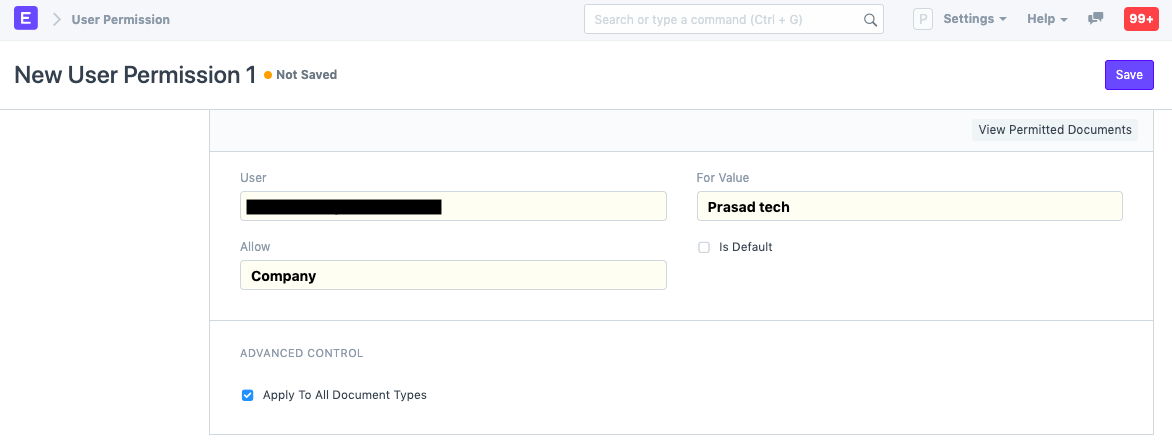 E User Permission Search or type a command (Ctrl + G) P Settings Help 99+
New User Permission 1 Not Saved Save
View Permitted Documents
User For Value
Prasad tech
Allow Is Default
Company
ADVANCED CONTROL
Apply To All Document Types